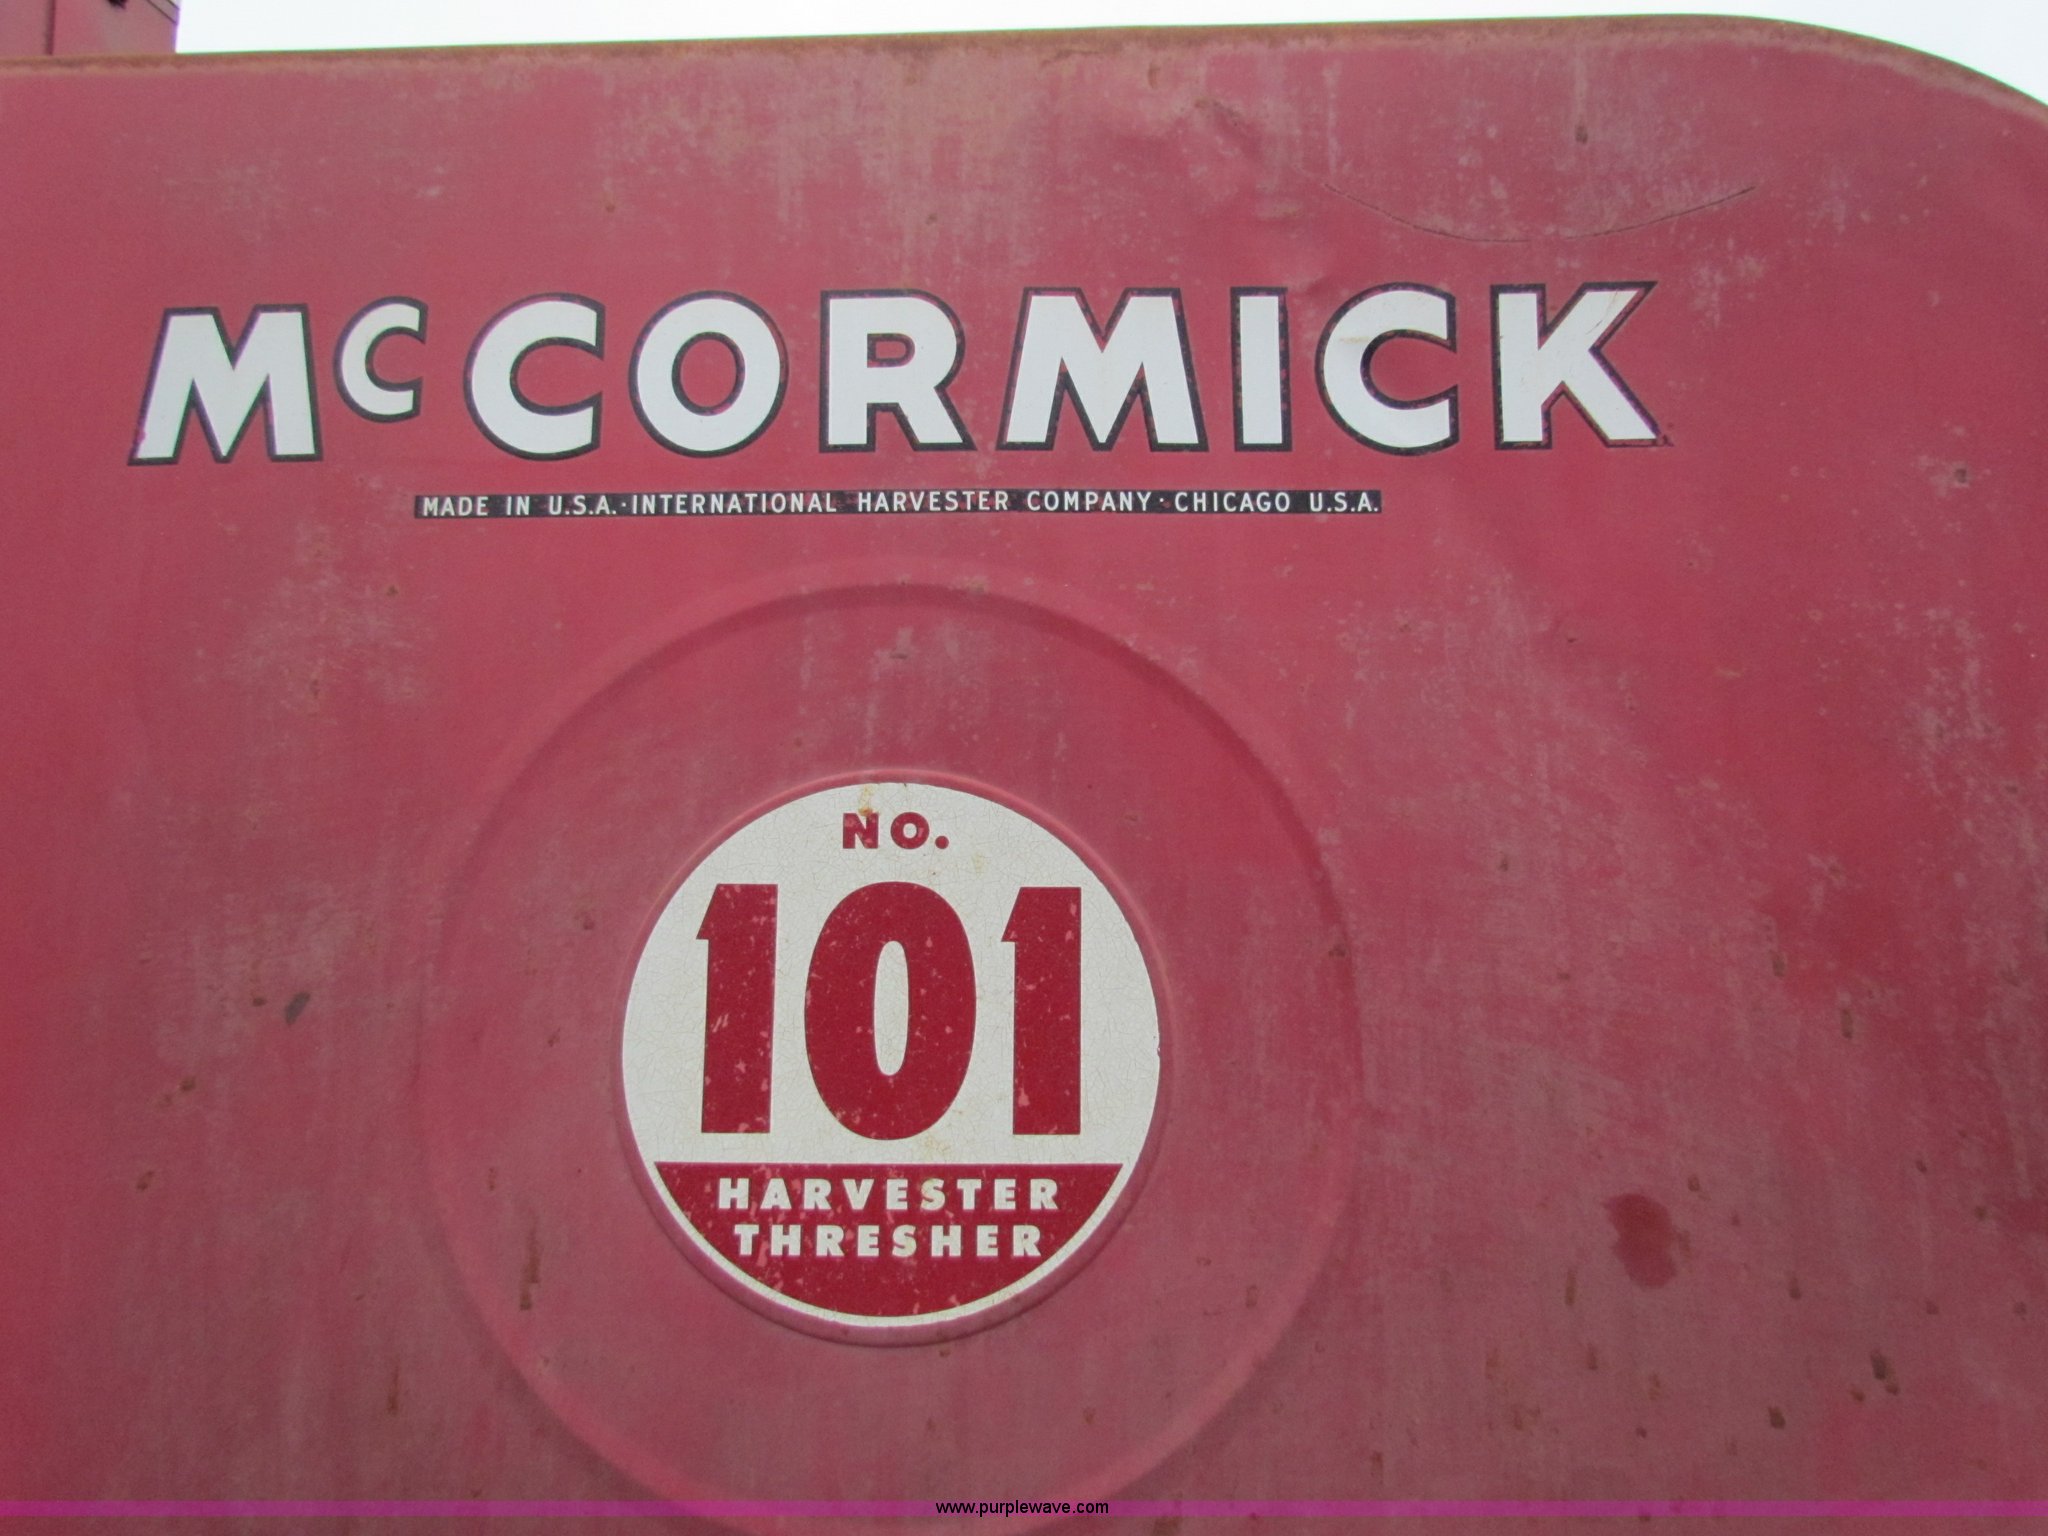 McCORMICK
MADE IN U.S.A.·INTERNATIONAL HARVESTER COMPANY·CHICAGO U.S.A.
NO.
101
HARVESTER
THRESHER
www.purplewave.com